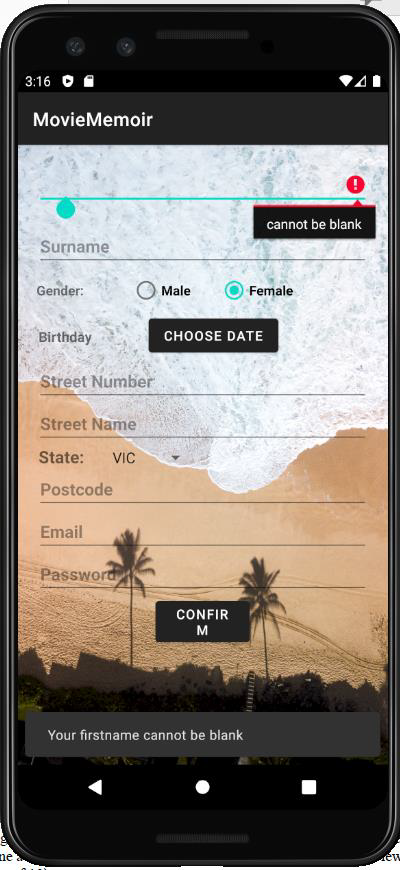 3:16
MovieMemoir
cannot be blank
Surname
Gender: Male Female
Birthday CHOOSE DATE
Street Number
Street Name
State: VIC
Postcode
Email
Password
CONFIR
M
Your firstname cannot be blank